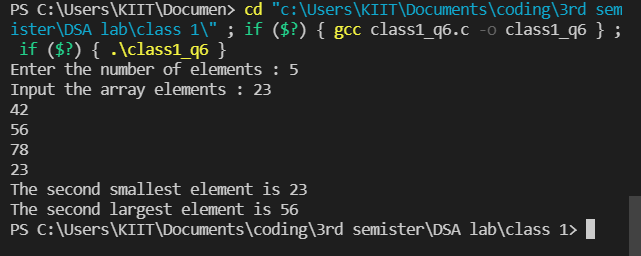 PS C:\Users\KIIT\Documen> cd "c:\Users\KIIT\Documents\coding\3rd sem
ister\DSA lab\class 1\" ; if ($?) { gcc class1_q6.c -o class1_q6 } ;
 if ($?) { .\class1_q6 }
Enter the number of elements : 5
Input the array elements : 23
42
56
78
23
The second smallest element is 23
The second largest element is 56
PS C:\Users\KIIT\Documents\coding\3rd semister\DSA lab\class 1>